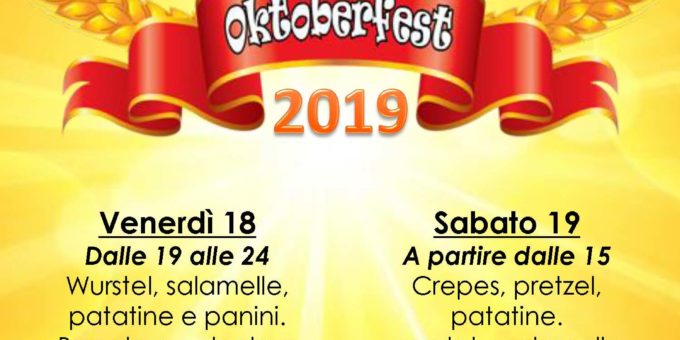 Oktoberfest
2019
Venerdì 18
Dalle 19 alle 24
Wurstel, salamelle,
patatine e panini.
Sabato 19
A partire dalle 15
Crepes, pretzel,
patatine.